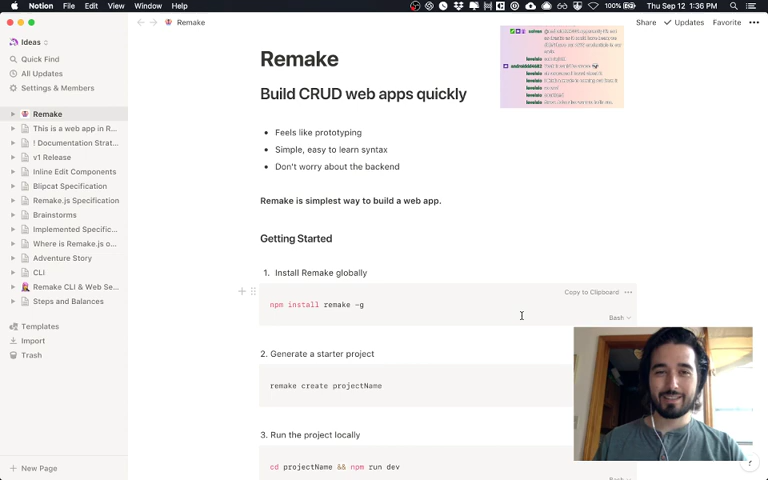 Notion File Edit View Window Help
100% Thu Sep 12 1:36 PM
Remake
Share Updates Favorite
Ideas
Quick Find
All Updates
Settings & Members
Remake
This is a web app in R...
! Documentation Strat...
v1 Release
Inline Edit Components
Blipcat Specification
Remake.js Specification
Brainstorms
Implemented Specific...
Where is Remake.js o...
Adventure Story
CLI
Remake CLI & Web Se...
Steps and Balances
Templates
Import
Trash
New Page
Remake
Build CRUD web apps quickly
Feels like prototyping
Simple, easy to learn syntax
Don't worry about the backend
Remake is simplest way to build a web app.
Getting Started
1. Install Remake globally
Copy to Clipboard
npm install remake -g
Bash
2. Generate a starter project
remake create projectName
3. Run the project locally
cd projectName && npm run dev
?